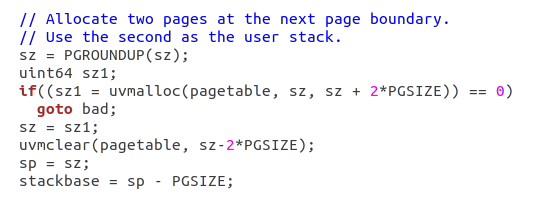 // Allocate two pages at the next page boundary.
// Use the second as the user stack.
sz = PGROUNDUP(sz);
uint64 sz1;
if((sz1 = uvmalloc(pagetable, sz, sz + 2*PGSIZE)) == 0)
  goto bad;
sz = sz1;
uvmclear(pagetable, sz-2*PGSIZE);
sp = sz;
stackbase = sp - PGSIZE;